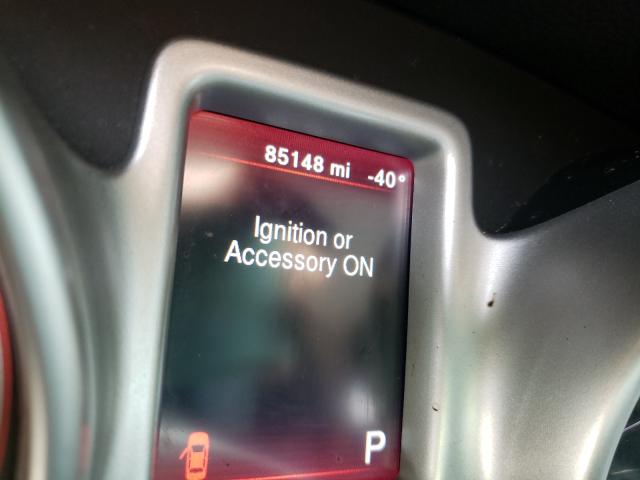 85148 mi -40°
Ignition or
Accessory ON
P